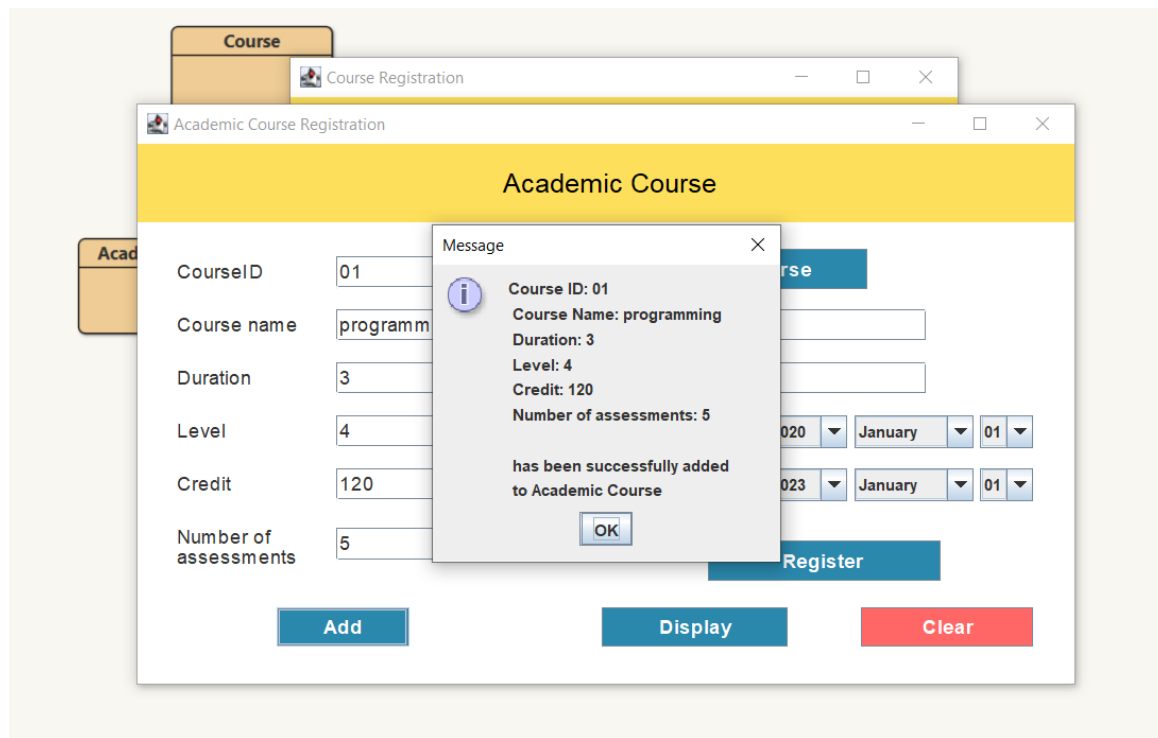 Course
Course Registration
Academic Course Registration
Academic Course
Acad
Message
CourseID
01
rse
Course ID: 01
Course Name: programming
Duration: 3
Level: 4
Credit: 120
Number of assessments: 5
has been successfully added
to Academic Course
OK
Course name
programm
Duration
3
Level
4
020
January
01
Credit
120
023
January
01
Number of
assessments
5
Register
Add
Display
Clear